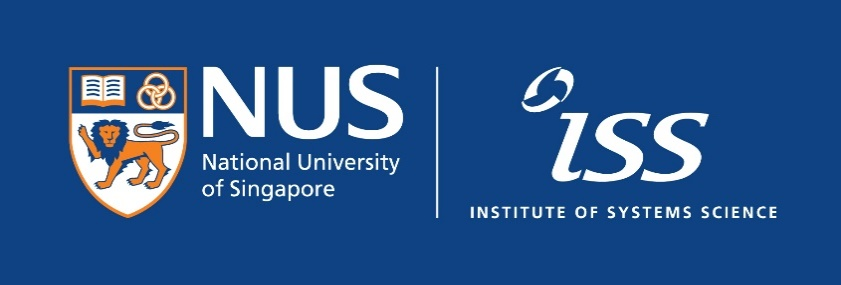 NUS
National University
of Singapore
iss
INSTITUTE OF SYSTEMS SCIENCE